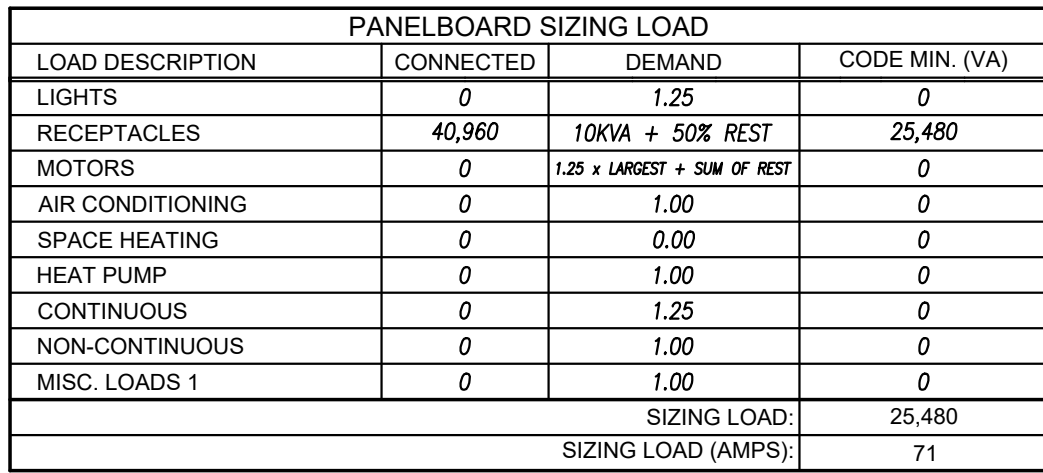 PANELBOARD SIZING LOAD
LOAD DESCRIPTION CONNECTED DEMAND CODE MIN. (VA)
LIGHTS 0 1.25 0
RECEPTACLES 40,960 10KVA + 50% REST 25,480
MOTORS 0 1.25 x LARGEST + SUM OF REST 0
AIR CONDITIONING 0 1.00 0
SPACE HEATING 0 0.00 0
HEAT PUMP 0 1.00 0
CONTINUOUS 0 1.25 0
NON-CONTINUOUS 0 1.00 0
MISC. LOADS 1 0 1.00 0
SIZING LOAD: 25,480
SIZING LOAD (AMPS): 71